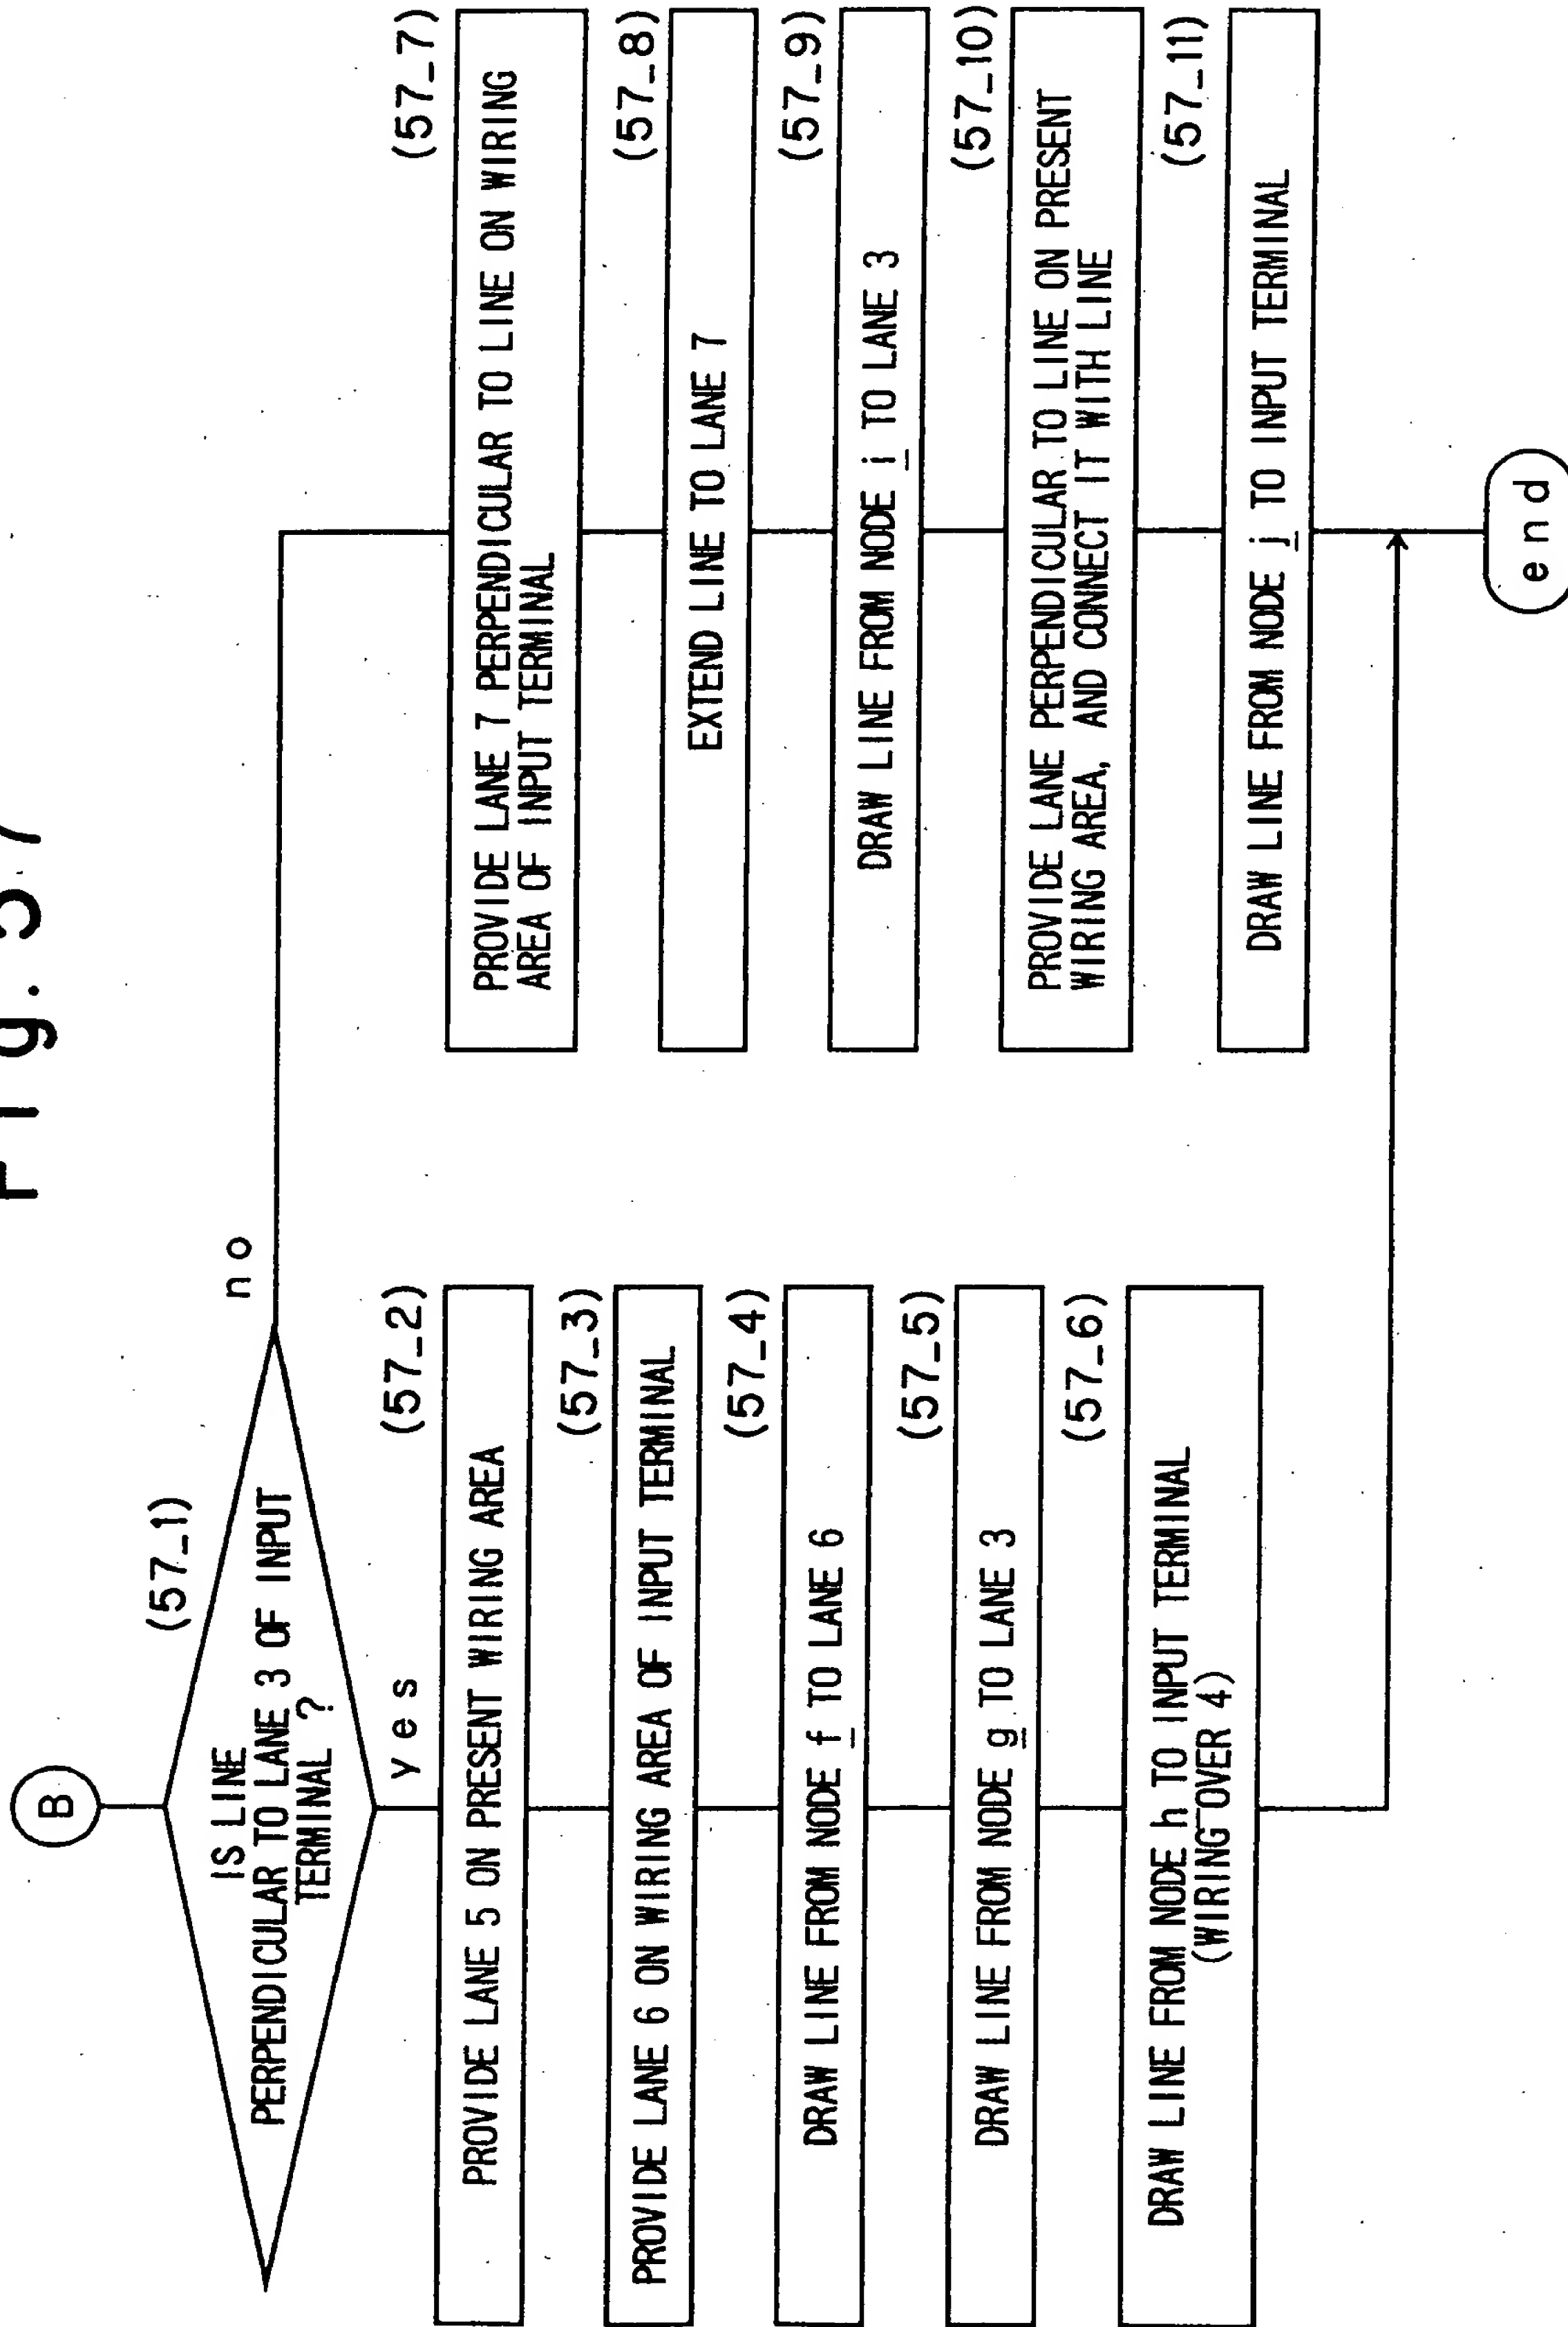 Fig. 57
B
(57_1)
IS LINE
PERPENDICULAR TO LANE 3 OF INPUT
TERMINAL ?
no
yes
(57_2)
PROVIDE LANE 5 ON PRESENT WIRING AREA
(57_3)
PROVIDE LANE 6 ON WIRING AREA OF INPUT TERMINAL
(57_4)
DRAW LINE FROM NODE f TO LANE 6
(57_5)
DRAW LINE FROM NODE g TO LANE 3
(57_6)
DRAW LINE FROM NODE h TO INPUT TERMINAL
(WIRING OVER 4)
(57_7)
PROVIDE LANE 7 PERPENDICULAR TO LINE ON WIRING
AREA OF INPUT TERMINAL
(57_8)
EXTEND LINE TO LANE 7
(57_9)
DRAW LINE FROM NODE i TO LANE 3
(57_10)
PROVIDE LANE PERPENDICULAR TO LINE ON PRESENT
WIRING AREA, AND CONNECT IT WITH LINE
(57_11)
DRAW LINE FROM NODE j TO INPUT TERMINAL
end